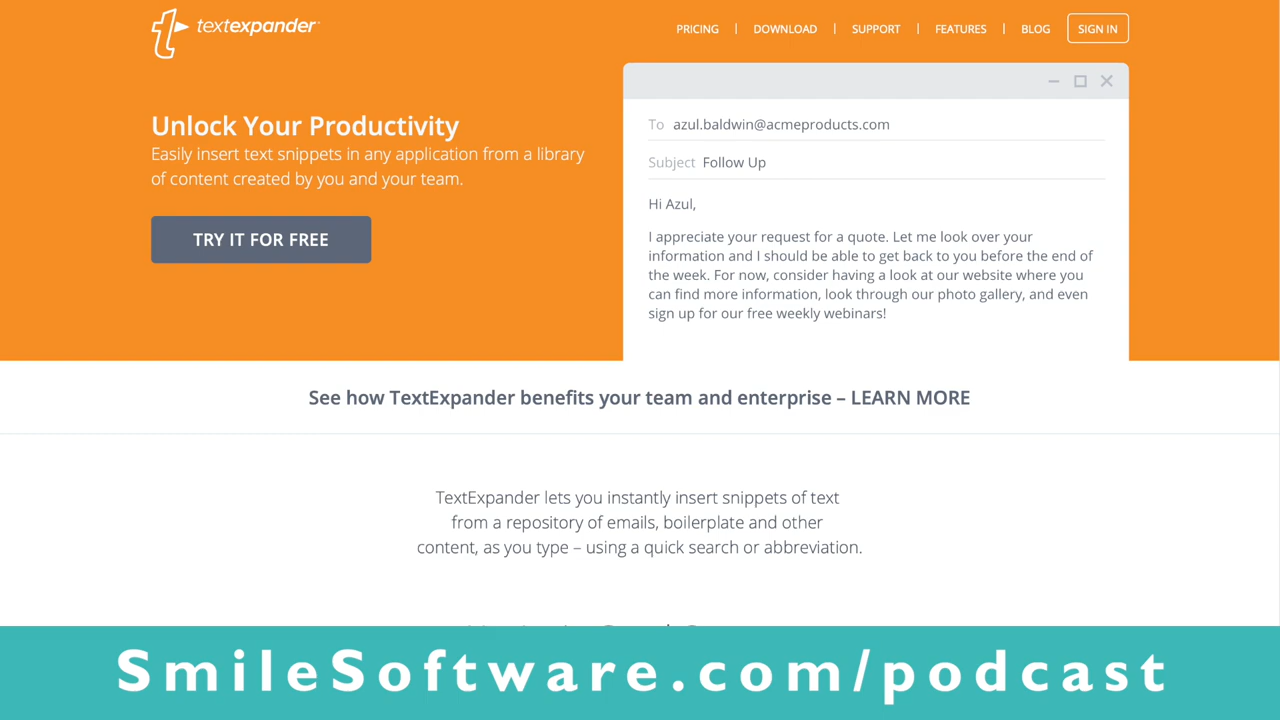 textexpander
PRICING | DOWNLOAD | SUPPORT | FEATURES | BLOG SIGN IN
Unlock Your Productivity
Easily insert text snippets in any application from a library
of content created by you and your team.
TRY IT FOR FREE
To azul.baldwin@acmeproducts.com
Subject Follow Up
Hi Azul,
I appreciate your request for a quote. Let me look over your
information and I should be able to get back to you before the end of
the week. For now, consider having a look at our website where you
can find more information, look through our photo gallery, and even
sign up for our free weekly webinars!
See how TextExpander benefits your team and enterprise – LEARN MORE
TextExpander lets you instantly insert snippets of text
from a repository of emails, boilerplate and other
content, as you type – using a quick search or abbreviation.
SmileSoftware.com/podcast